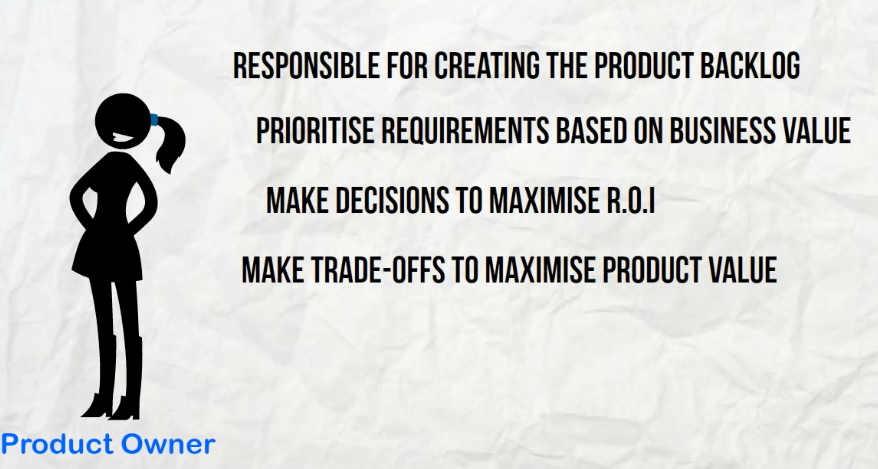 RESPONSIBLE FOR CREATING THE PRODUCT BACKLOG
PRIORITISE REQUIREMENTS BASED ON BUSINESS VALUE
MAKE DECISIONS TO MAXIMISE R.O.I
MAKE TRADE-OFFS TO MAXIMISE PRODUCT VALUE
Product Owner